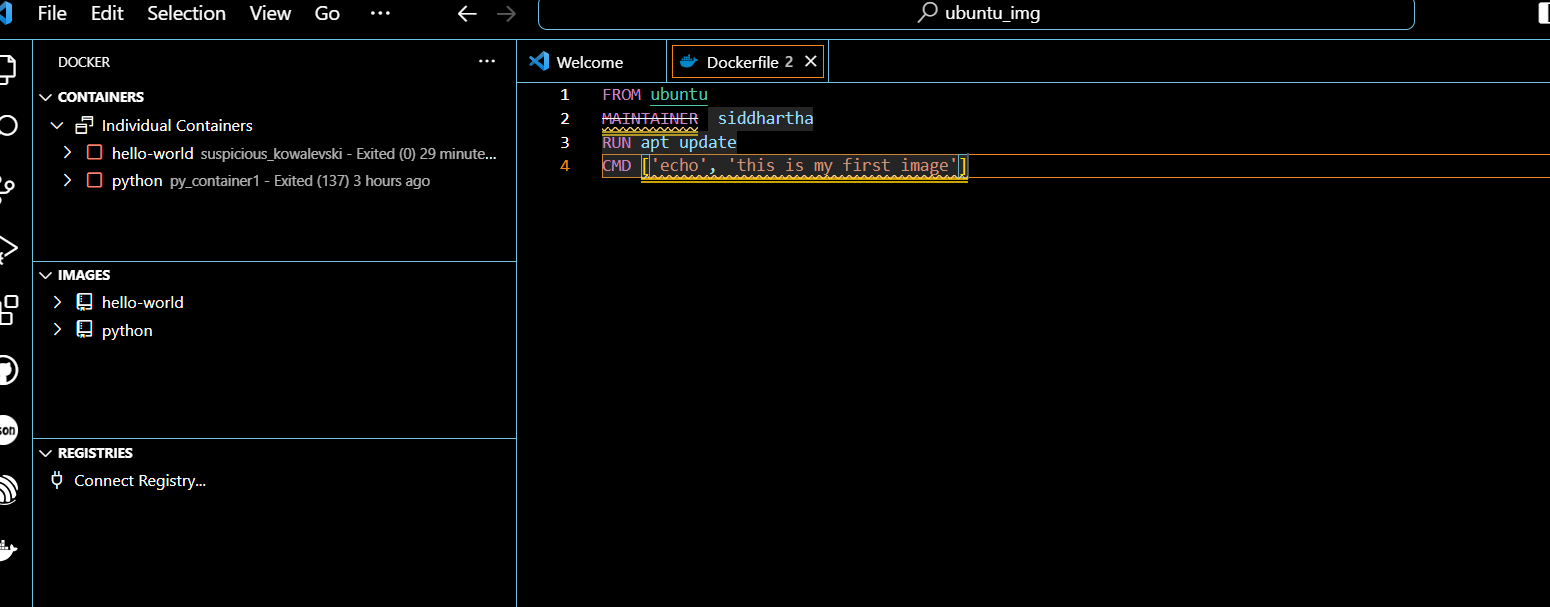 File Edit Selection View Go ... ubuntu_img
DOCKER ...
CONTAINERS
Individual Containers
hello-world suspicious_kowalevski - Exited (0) 29 minute...
python py_container1 - Exited (137) 3 hours ago
IMAGES
hello-world
python
REGISTRIES
Connect Registry...
Welcome Dockerfile 2
1 FROM ubuntu
2 MAINTAINER siddhartha
3 RUN apt update
4 CMD ['echo', 'this is my first image']